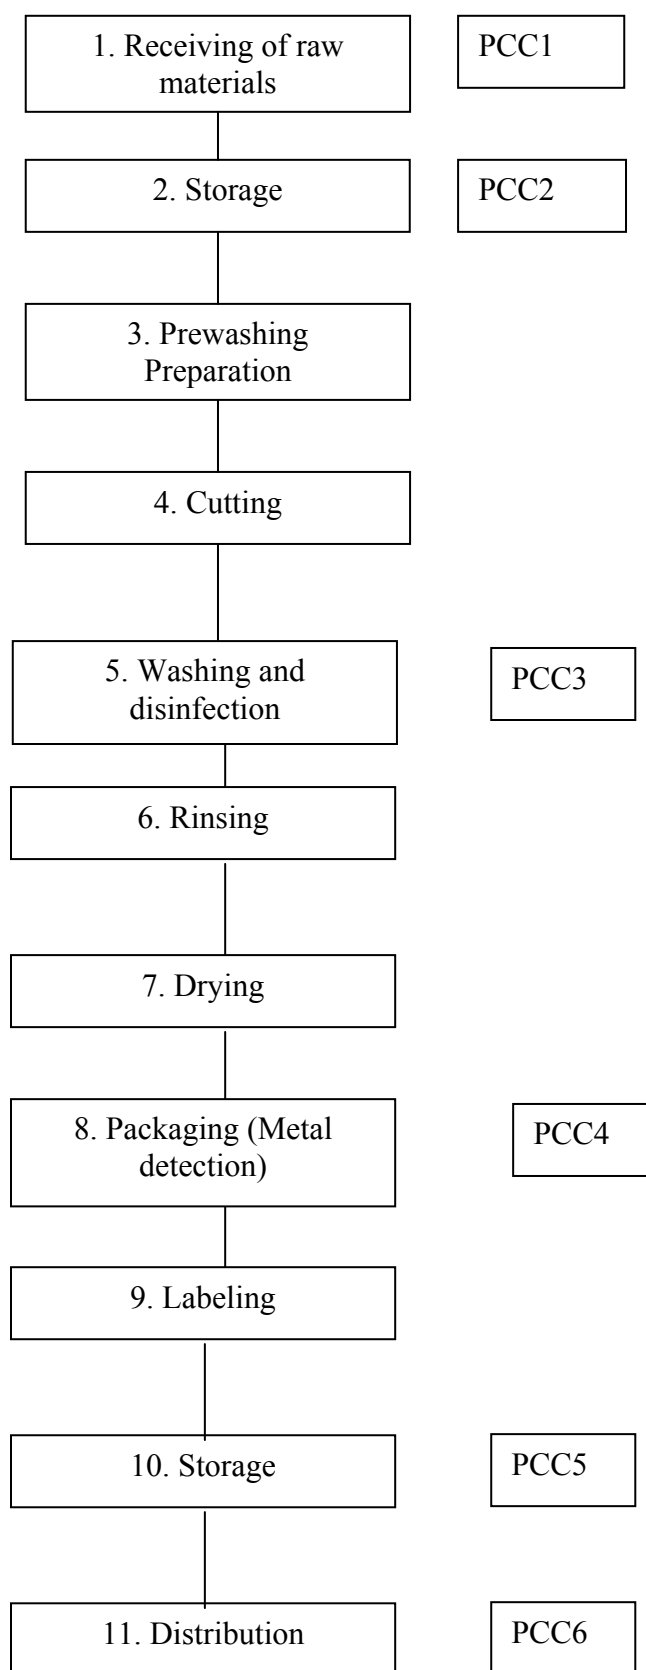 1. Receiving of raw
materials
PCC1
2. Storage
PCC2
3. Prewashing
Preparation
4. Cutting
5. Washing and
disinfection
PCC3
6. Rinsing
7. Drying
8. Packaging (Metal
detection)
PCC4
9. Labeling
10. Storage
PCC5
11. Distribution
PCC6